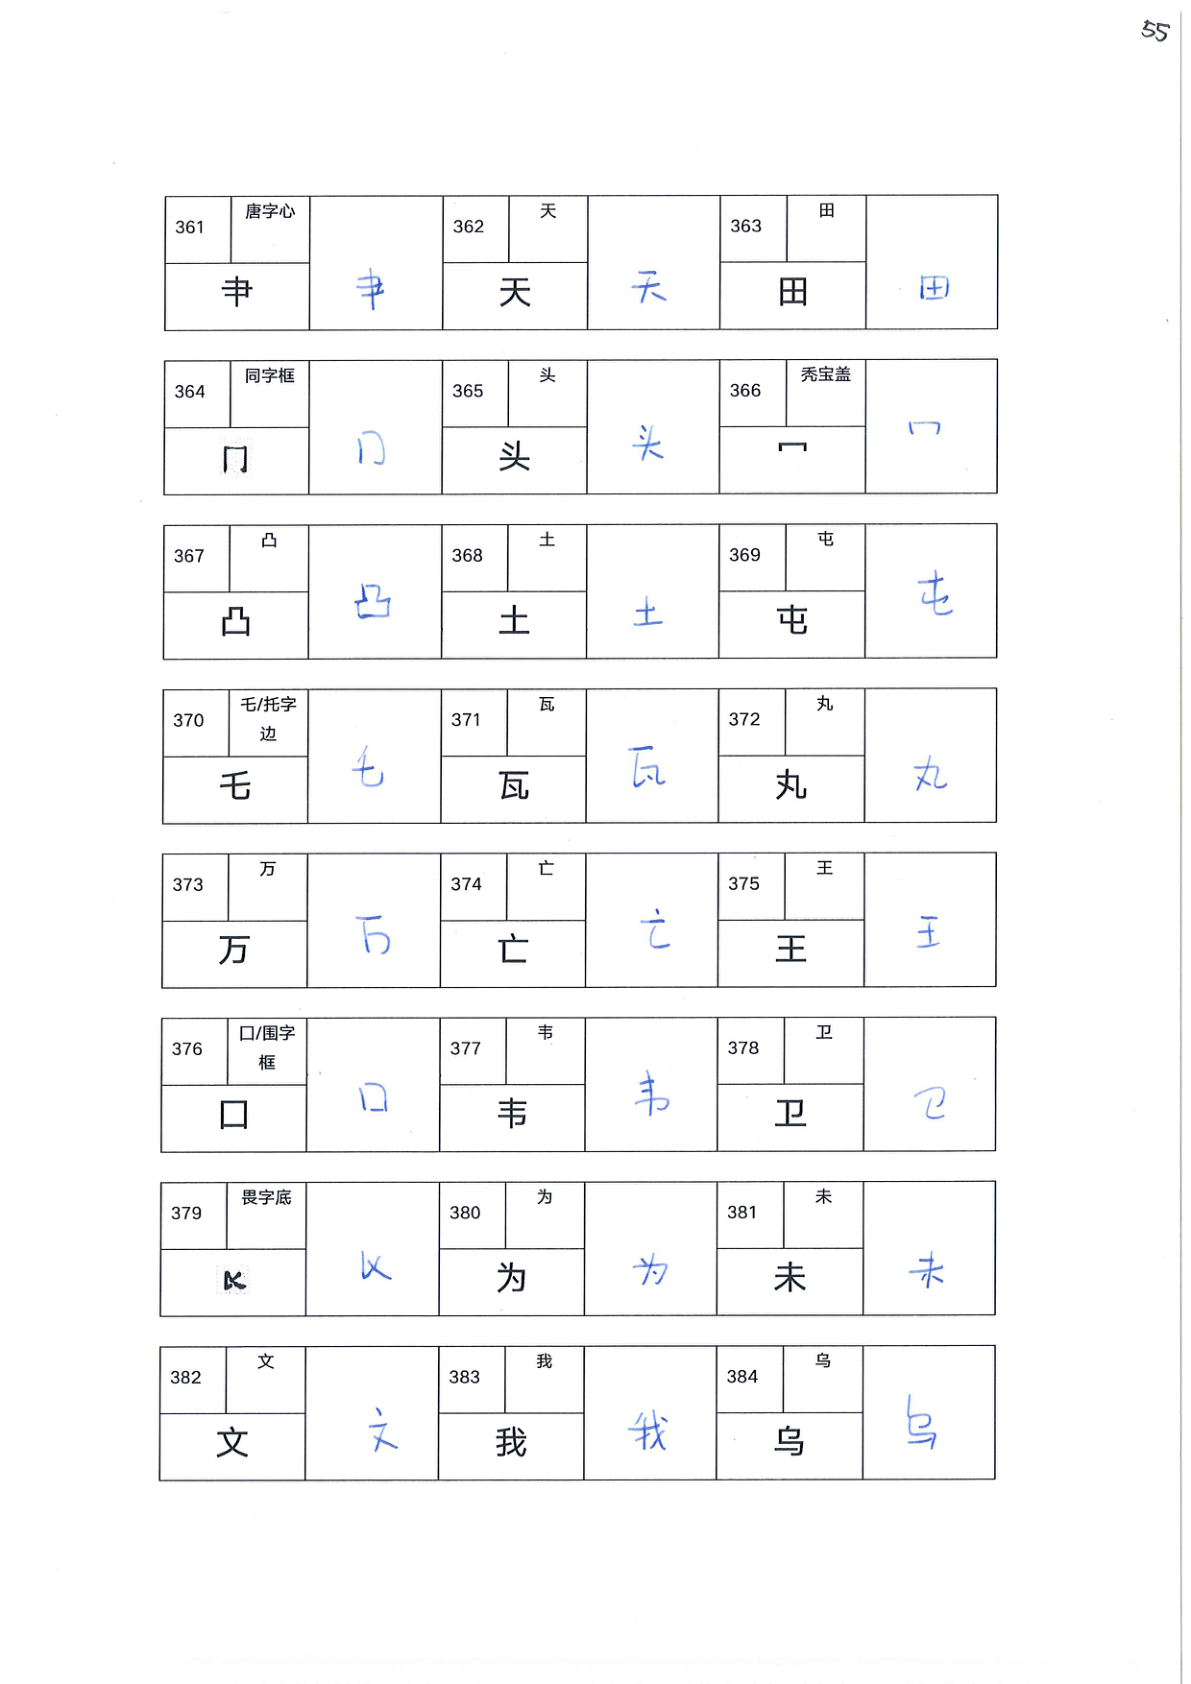 55
361 唐字心 肀 肀 362 天 天 天 363 田 田 田
364 同字框 冂 冂 365 头 头 头 366 秃宝盖 冖 冖
367 凸 凸 凸 368 土 土 土 369 屯 屯 屯
370 乇/托字边 乇 乇 371 瓦 瓦 瓦 372 丸 丸 丸
373 万 万 万 374 亡 亡 亡 375 王 王 王
376 囗/围字框 囗 囗 377 韦 韦 韦 378 卫 卫 卫
379 畏字底 380 为 为 为 381 未 未 未
382 文 文 文 383 我 我 我 384 乌 乌 乌